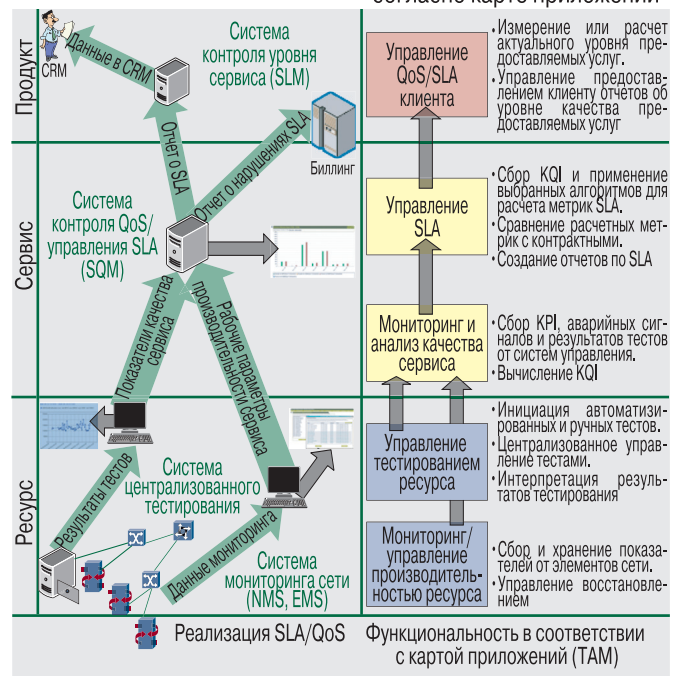 согласно карте приложений
Продукт
CRM
Данные в CRM
Система
контроля уровня
сервиса (SLM)
Отчет о SLA
Отчет о нарушениях SLA
Биллинг
Управление
QoS/SLA
клиента
• Измерение или расчет
актуального уровня пре-
доставляемых услуг.
• Управление предостав-
лением клиенту отчетов об
уровне качества пре-
доставляемых услуг
Сервис
Система
контроля QoS/
управления SLA
(SQM)
Показатели качества
сервиса
Рабочие параметры
производительности сервиса
Управление
SLA
• Сбор KQI и применение
выбранных алгоритмов для
расчета метрик SLA.
• Сравнение расчетных мет-
рик с контрактными.
• Создание отчетов по SLA
Мониторинг и
анализ качества
сервиса
• Сбор KPI, аварийных сиг-
налов и результатов тестов
от систем управления.
• Вычисление KQI
Ресурс
Результаты тестов
Система
централизованного
тестирования
Данные мониторинга
Система
мониторинга сети
(NMS, EMS)
Управление
тестированием
ресурса
• Инициация автоматизи-
рованных и ручных тестов.
• Централизованное управ-
ление тестами.
• Интерпретация резуль-
татов тестирования
Мониторинг/
управление
производитель-
ностью ресурса
• Сбор и хранение показа-
телей от элементов сети.
• Управление восстановле-
нием
Реализация SLA/QoS
Функциональность в соответствии
с картой приложений (TAM)